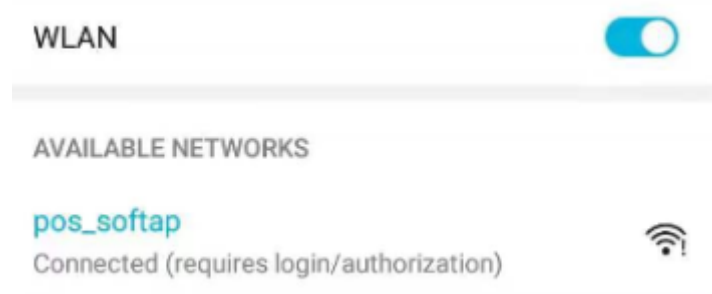 WLAN
AVAILABLE NETWORKS
pos_softap
Connected (requires login/authorization)